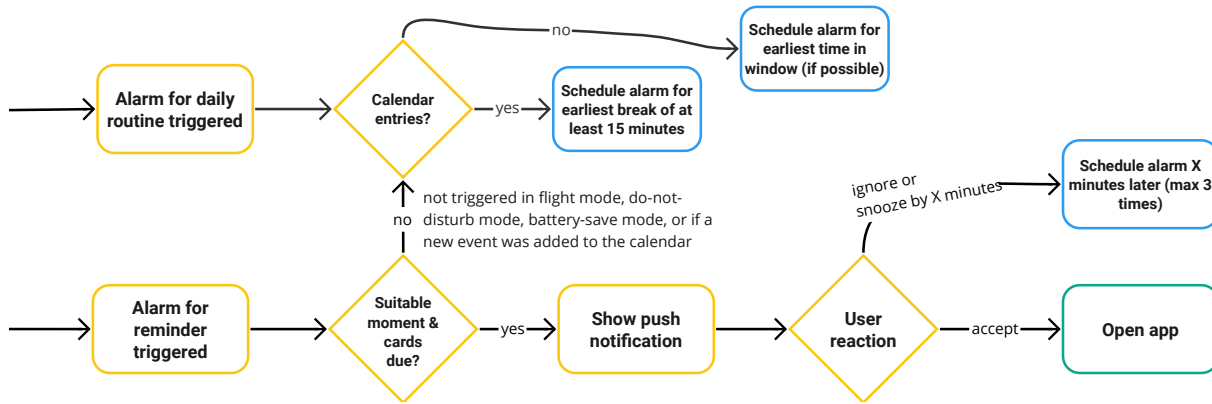 no
Schedule alarm for
earliest time in
window (if possible)
Alarm for daily
routine triggered
Calendar
entries?
yes
Schedule alarm for
earliest break of at
least 15 minutes
no
not triggered in flight mode, do-not-
disturb mode, battery-save mode, or if a
new event was added to the calendar
ignore or
snooze by X minutes
Schedule alarm X
minutes later (max 3
times)
Alarm for
reminder
triggered
Suitable
moment &
cards
due?
yes
Show push
notification
User
reaction
accept
Open app